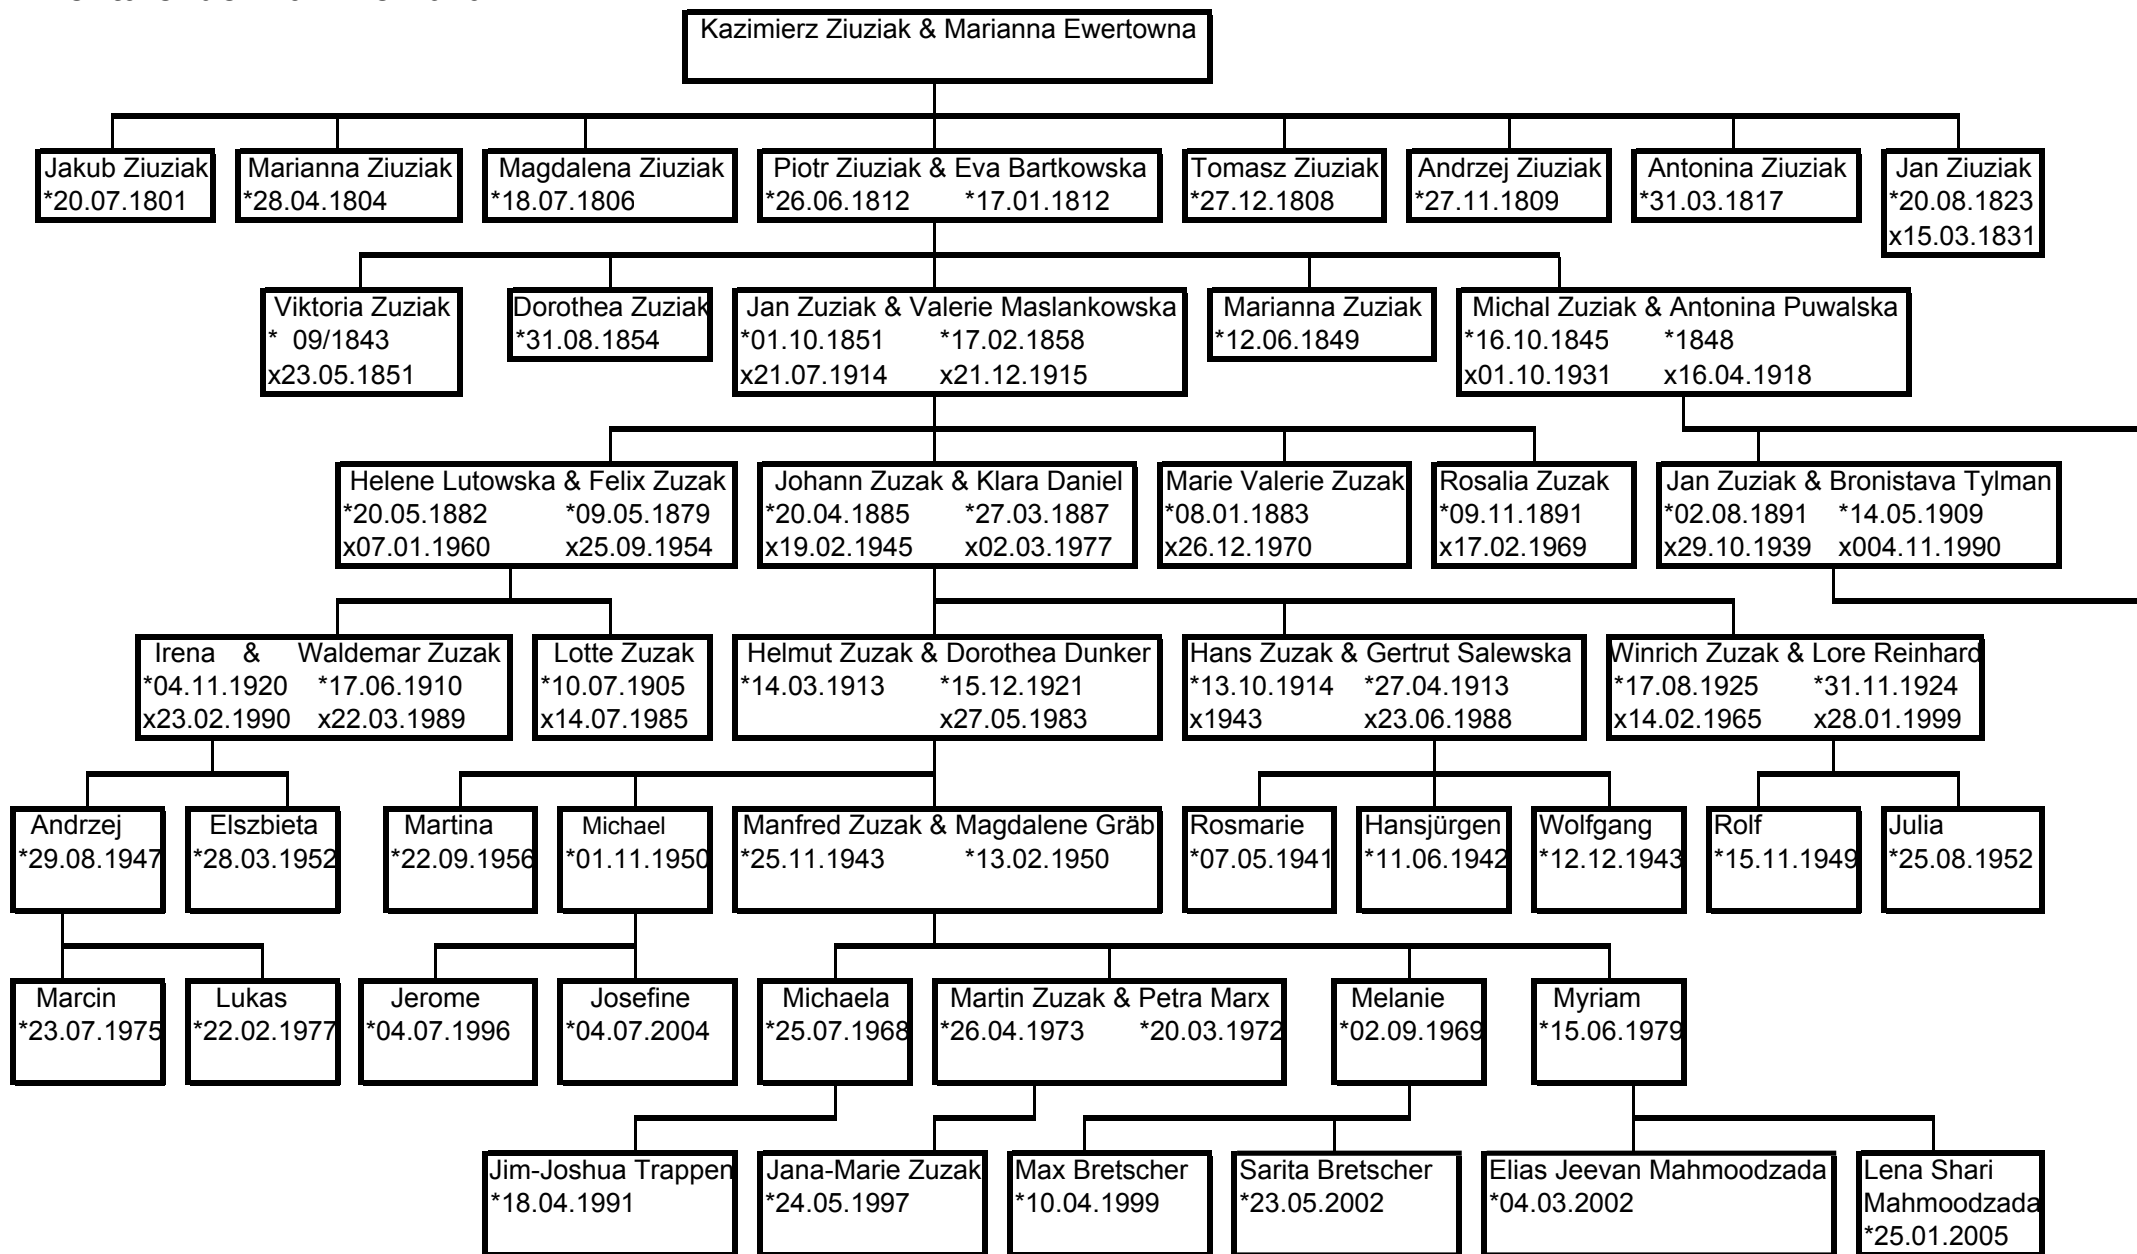 Kazimierz Ziuziak & Marianna Ewertowna
Jakub Ziuziak
*20.07.1801
Marianna Ziuziak
*28.04.1804
Magdalena Ziuziak
*18.07.1806
Piotr Ziuziak & Eva Bartkowska
*26.06.1812 *17.01.1812
Tomasz Ziuziak
*27.12.1808
Andrzej Ziuziak
*27.11.1809
Antonina Ziuziak
*31.03.1817
Jan Ziuziak
*20.08.1823
x15.03.1831
Viktoria Zuziak
* 09/1843
x23.05.1851
Dorothea Zuziak
*31.08.1854
Jan Zuziak & Valerie Maslankowska
*01.10.1851 *17.02.1858
x21.07.1914 x21.12.1915
Marianna Zuziak
*12.06.1849
Michal Zuziak & Antonina Puwalska
*16.10.1845 *1848
x01.10.1931 x16.04.1918
Helene Lutowska & Felix Zuzak
*20.05.1882 *09.05.1879
x07.01.1960 x25.09.1954
Johann Zuzak & Klara Daniel
*20.04.1885 *27.03.1887
x19.02.1945 x02.03.1977
Marie Valerie Zuzak
*08.01.1883
x26.12.1970
Rosalia Zuzak
*09.11.1891
x17.02.1969
Jan Zuziak & Bronistava Tylman
*02.08.1891 *14.05.1909
x29.10.1939 x004.11.1990
Irena & Waldemar Zuzak
*04.11.1920 *17.06.1910
x23.02.1990 x22.03.1989
Lotte Zuzak
*10.07.1905
x14.07.1985
Helmut Zuzak & Dorothea Dunker
*14.03.1913 *15.12.1921
x27.05.1983
Hans Zuzak & Gertrut Salewska
*13.10.1914 *27.04.1913
x1943 x23.06.1988
Winrich Zuzak & Lore Reinhard
*17.08.1925 *31.11.1924
x14.02.1965 x28.01.1999
Andrzej
*29.08.1947
Elszbieta
*28.03.1952
Martina
*22.09.1956
Michael
*01.11.1950
Manfred Zuzak & Magdalene Gräb
*25.11.1943 *13.02.1950
Rosmarie
*07.05.1941
Hansjürgen
*11.06.1942
Wolfgang
*12.12.1943
Rolf
*15.11.1949
Julia
*25.08.1952
Marcin
*23.07.1975
Lukas
*22.02.1977
Jerome
*04.07.1996
Josefine
*04.07.2004
Michaela
*25.07.1968
Martin Zuzak & Petra Marx
*26.04.1973 *20.03.1972
Melanie
*02.09.1969
Myriam
*15.06.1979
Jim-Joshua Trappen
*18.04.1991
Jana-Marie Zuzak
*24.05.1997
Max Bretscher
*10.04.1999
Sarita Bretscher
*23.05.2002
Elias Jeevan Mahmoodzada
*04.03.2002
Lena Shari
Mahmoodzada
*25.01.2005